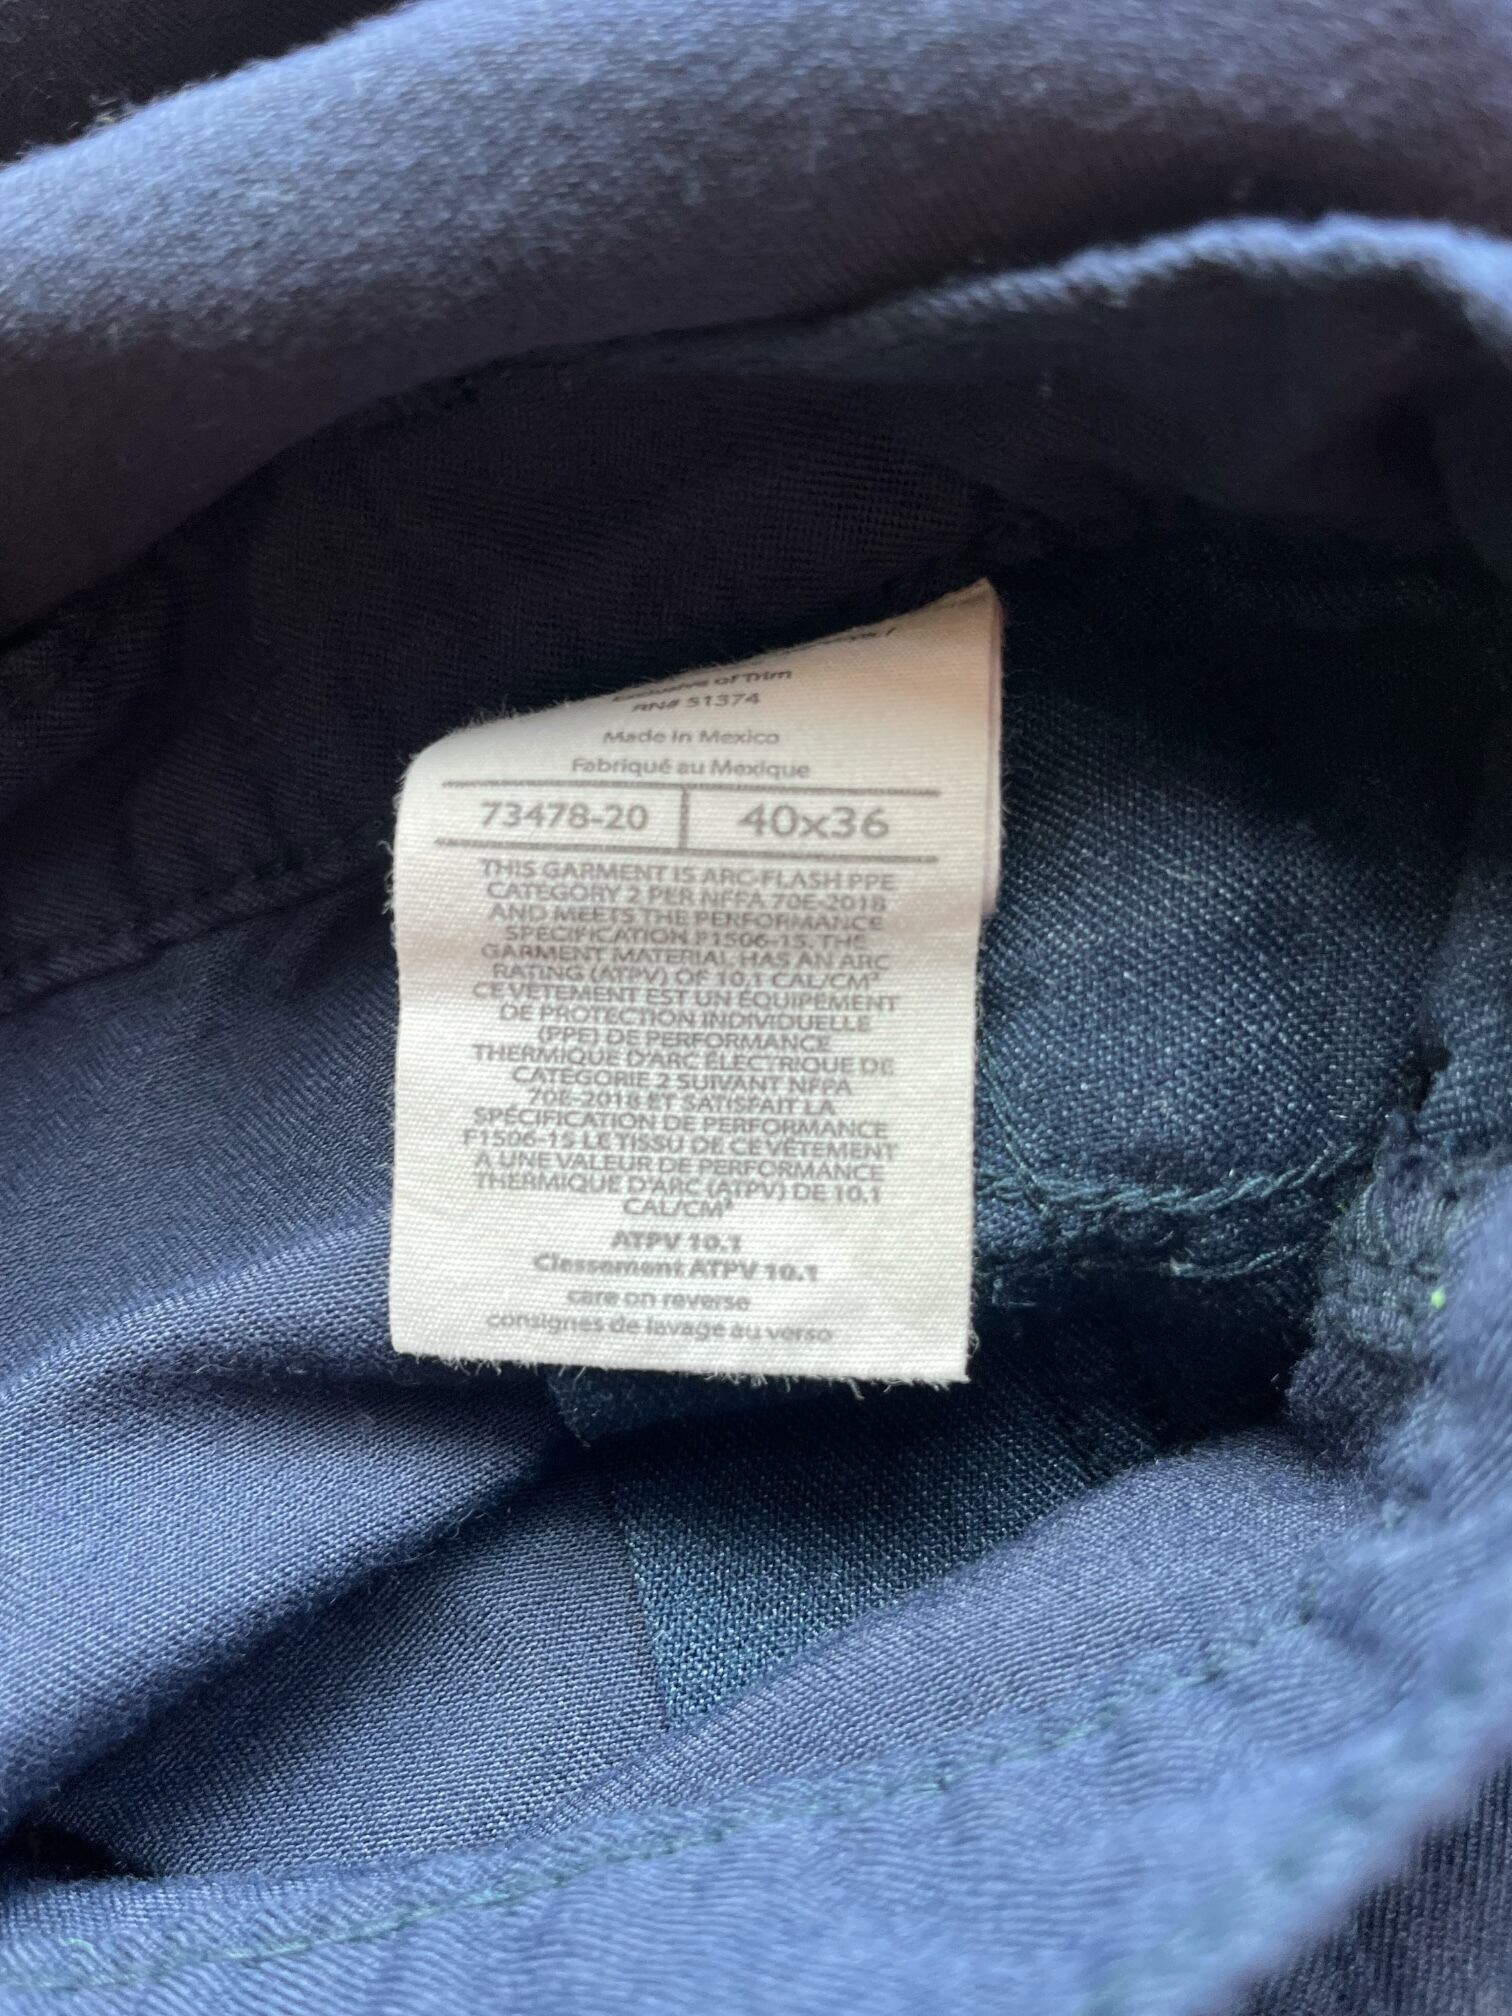 Exclusive of Trim
RN# 51374
Made in Mexico
Fabriqué au Mexique
73478-20 | 40x36
THIS GARMENT IS ARC-FLASH PPE
CATEGORY 2 PER NFPA 70E-2018
AND MEETS THE PERFORMANCE
SPECIFICATION F1506-15. THE
GARMENT MATERIAL HAS AN ARC
RATING (ATPV) OF 10.1 CAL/CM²
CE VÊTEMENT EST UN ÉQUIPEMENT
DE PROTECTION INDIVIDUELLE
(PPE) DE PERFORMANCE
THERMIQUE D'ARC ÉLECTRIQUE DE
CATÉGORIE 2 SUIVANT NFPA
70E-2018 ET SATISFAIT LA
SPÉCIFICATION DE PERFORMANCE
F1506-15 LE TISSU DE CE VÊTEMENT
A UNE VALEUR DE PERFORMANCE
THERMIQUE D'ARC (ATPV) DE 10.1
CAL/CM²
ATPV 10.1
Classement ATPV 10.1
care on reverse
consignes de lavage au verso